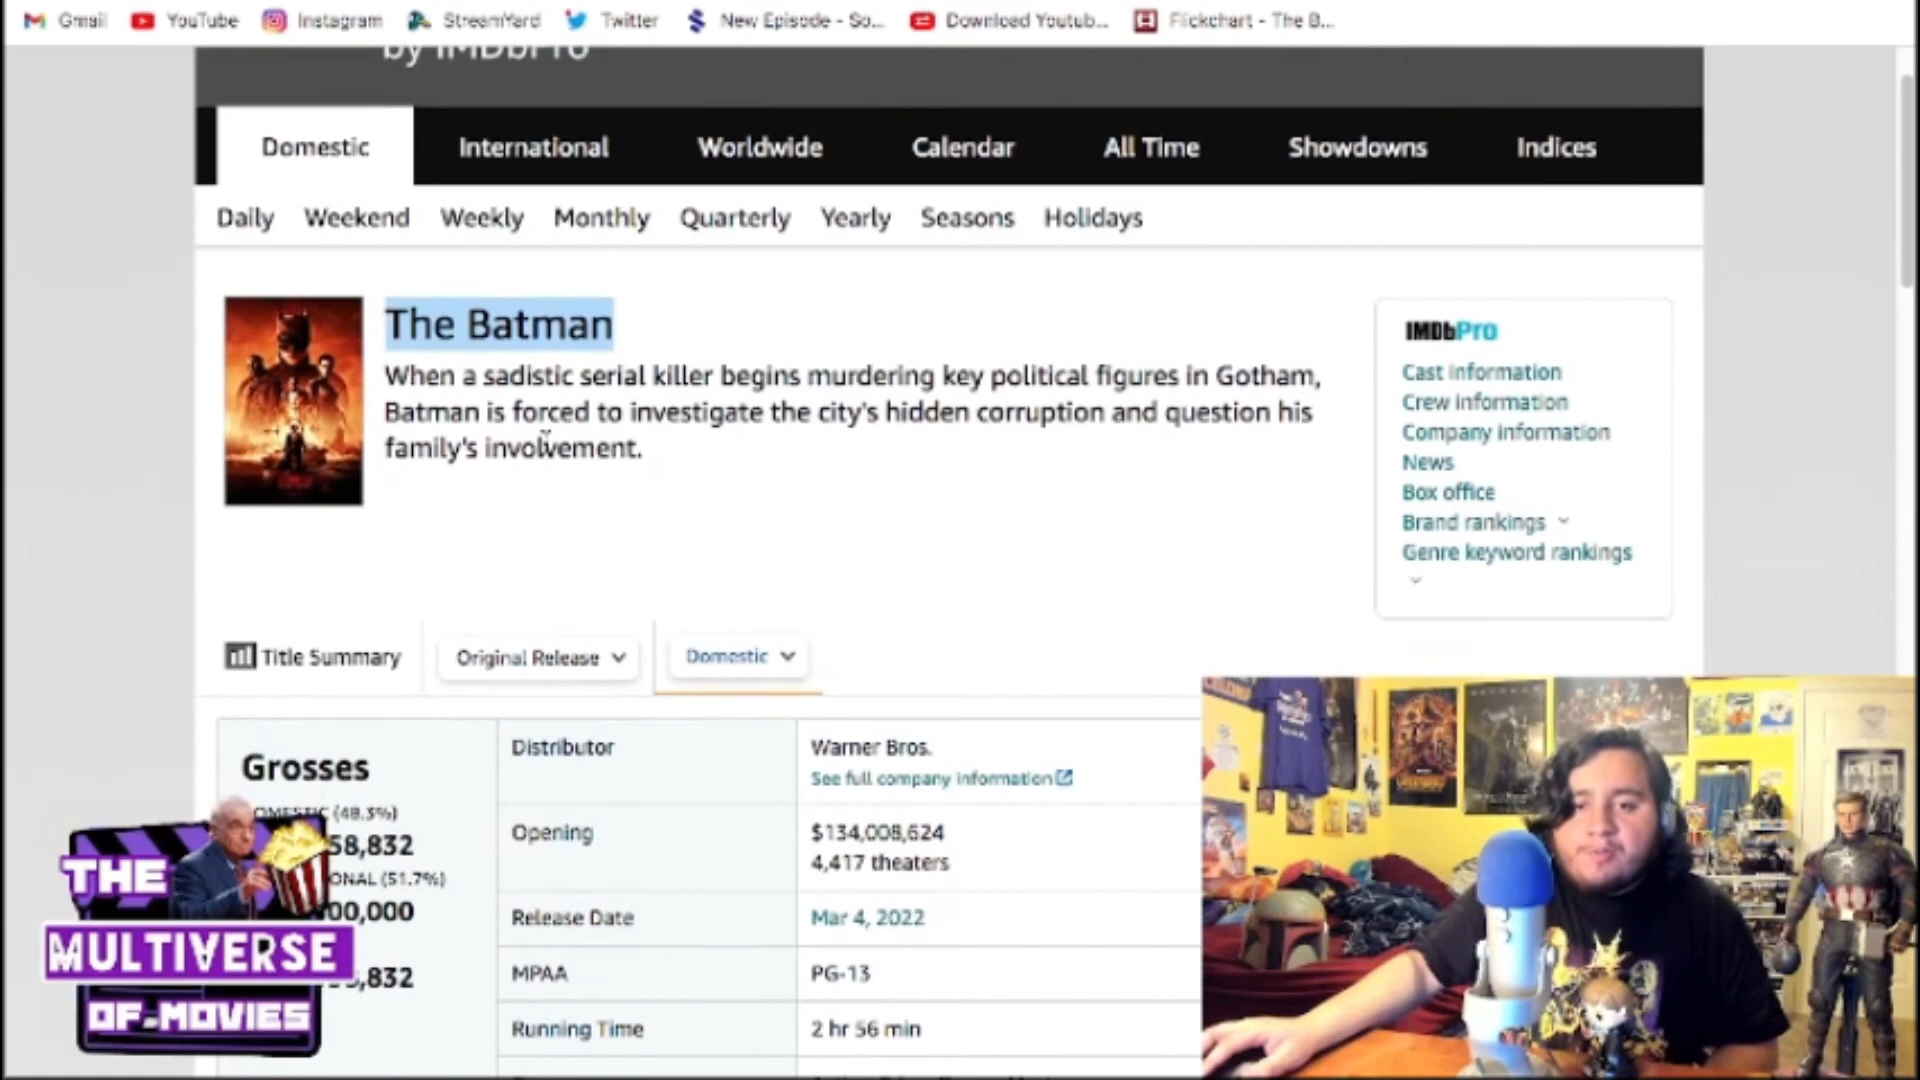 Gmail YouTube Instagram StreamYard Twitter New Episode - So... Download Youtub... Flickchart - The B...
by IMDbPro
Domestic International Worldwide Calendar All Time Showdowns Indices
Daily Weekend Weekly Monthly Quarterly Yearly Seasons Holidays
The Batman
When a sadistic serial killer begins murdering key political figures in Gotham,
Batman is forced to investigate the city's hidden corruption and question his
family's involvement.
IMDbPro
Cast information
Crew information
Company information
News
Box office
Brand rankings
Genre keyword rankings
Title Summary Original Release Domestic
Grosses
OMESTIC (48.3%)
58,832
ONAL (51.7%)
00,000
,832
Distributor Warner Bros.
See full company information
Opening $134,008,624
4,417 theaters
Release Date Mar 4, 2022
MPAA PG-13
Running Time 2 hr 56 min
THE
MULTIVERSE
OF-MOVIES